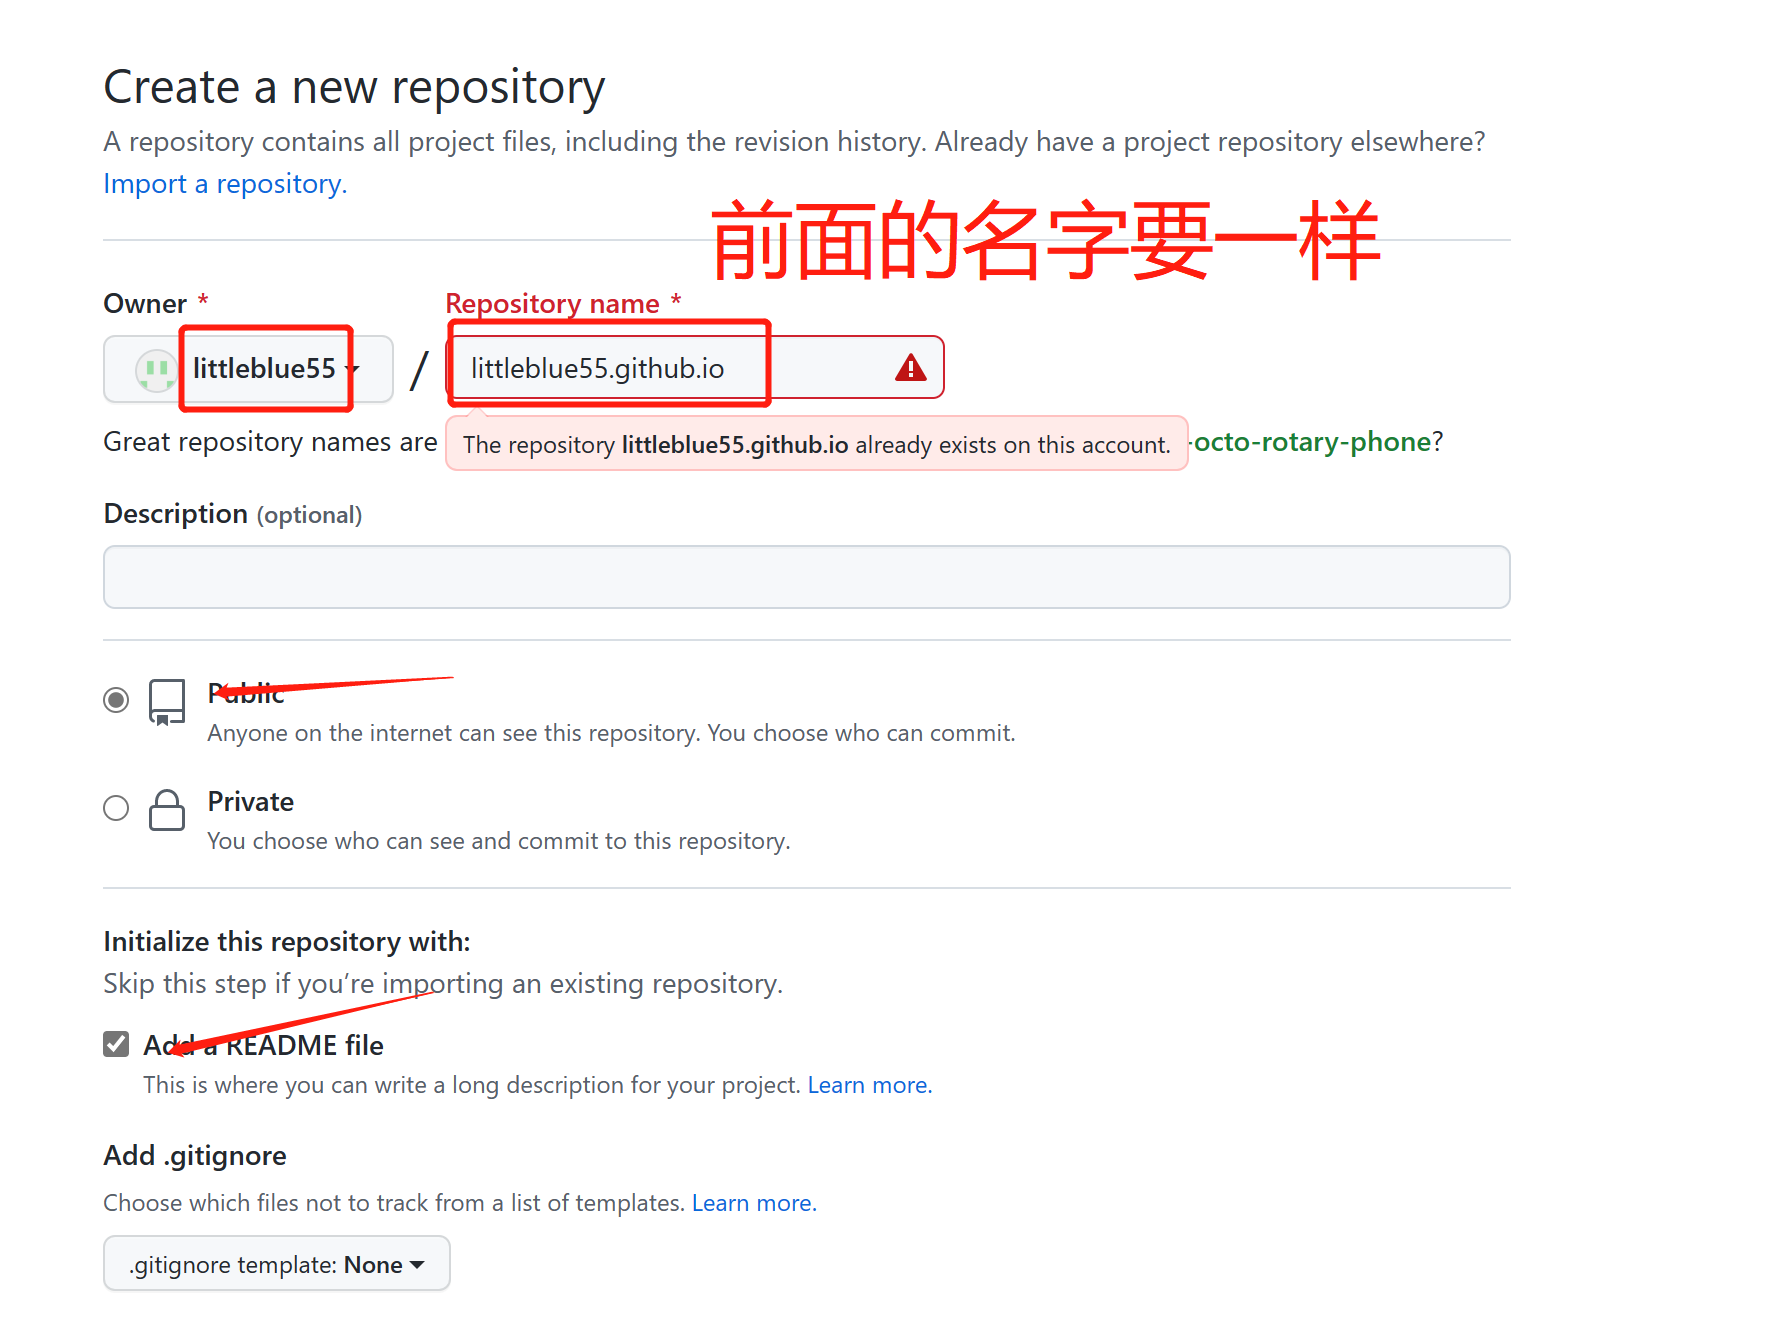 Create a new repository
A repository contains all project files, including the revision history. Already have a project repository elsewhere?
Import a repository.
前面的名字要一样
Owner *
Repository name *
littleblue55
/
littleblue55.github.io
Great repository names are
The repository littleblue55.github.io already exists on this account.
-octo-rotary-phone?
Description (optional)
Public
Anyone on the internet can see this repository. You choose who can commit.
Private
You choose who can see and commit to this repository.
Initialize this repository with:
Skip this step if you’re importing an existing repository.
Add a README file
This is where you can write a long description for your project. Learn more.
Add .gitignore
Choose which files not to track from a list of templates. Learn more.
.gitignore template: None